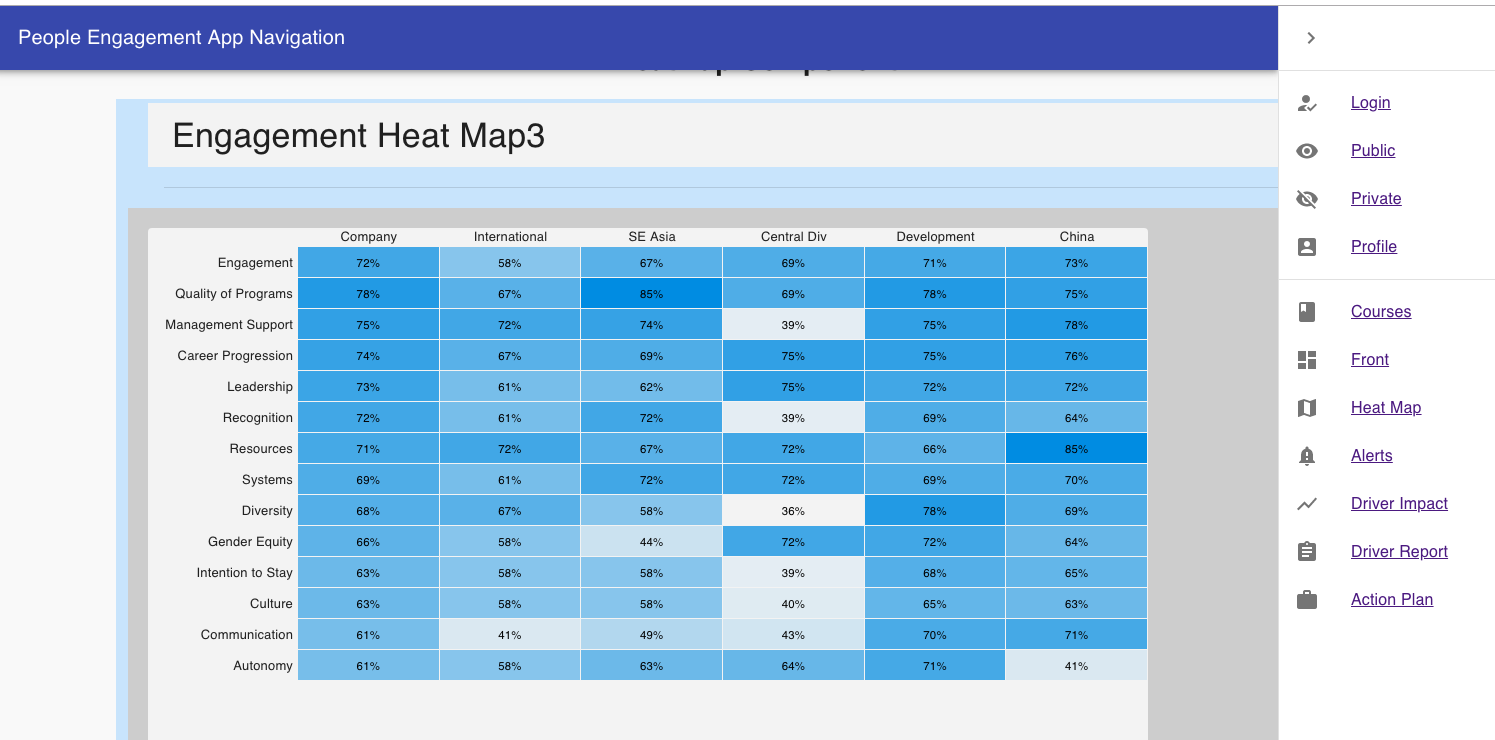 People Engagement App Navigation
Engagement Heat Map3
Company International SE Asia Central Div Development China
Engagement 72% 58% 67% 69% 71% 73%
Quality of Programs 78% 67% 85% 69% 78% 75%
Management Support 75% 72% 74% 39% 75% 78%
Career Progression 74% 67% 69% 75% 75% 76%
Leadership 73% 61% 62% 75% 72% 72%
Recognition 72% 61% 72% 39% 69% 64%
Resources 71% 72% 67% 72% 66% 85%
Systems 69% 61% 72% 72% 69% 70%
Diversity 68% 67% 58% 36% 78% 69%
Gender Equity 66% 58% 44% 72% 72% 64%
Intention to Stay 63% 58% 58% 39% 68% 65%
Culture 63% 58% 58% 40% 65% 63%
Communication 61% 41% 49% 43% 70% 71%
Autonomy 61% 58% 63% 64% 71% 41%
Login
Public
Private
Profile
Courses
Front
Heat Map
Alerts
Driver Impact
Driver Report
Action Plan